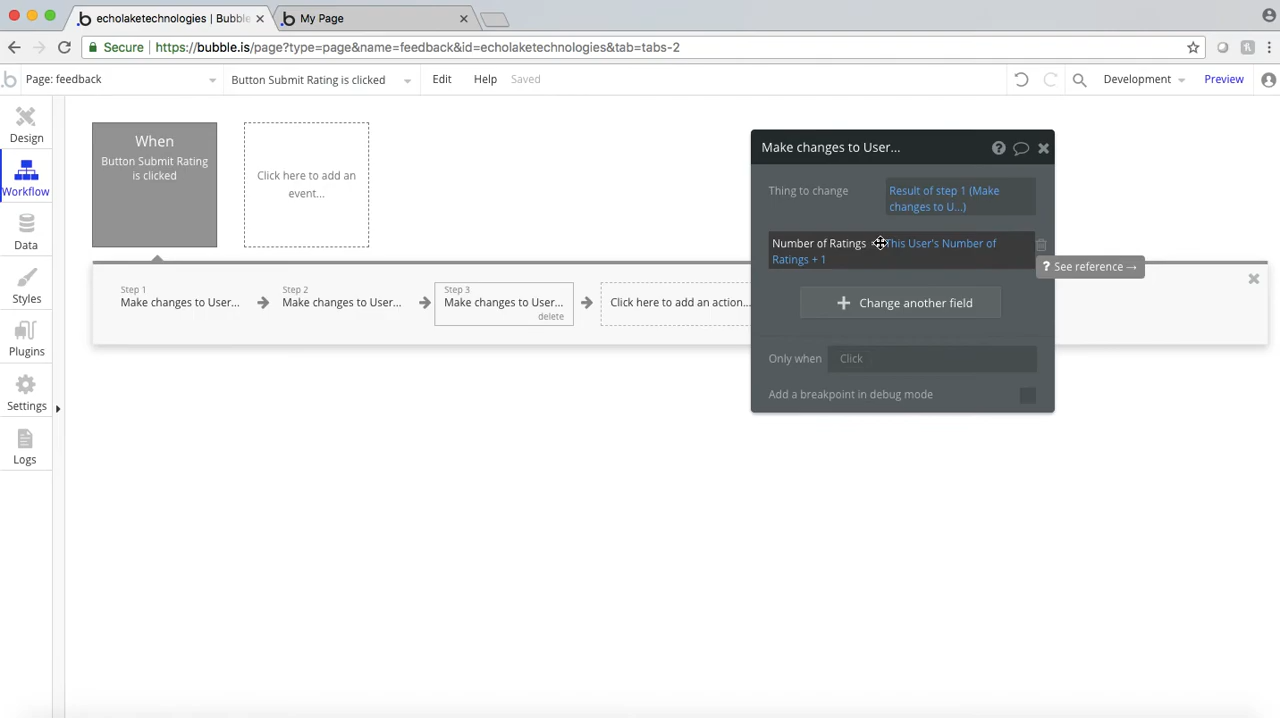 echolaketechnologies | Bubble
My Page
Secure
https://bubble.is/page?type=page&name=feedback&id=echolaketechnologies&tab=tabs-2
Page: feedback
Button Submit Rating is clicked
Edit
Help
Saved
Development
Preview
Design
Workflow
Data
Styles
Plugins
Settings
Logs
When
Button Submit Rating
is clicked
Click here to add an
event...
Step 1
Make changes to User...
Step 2
Make changes to User...
Step 3
Make changes to User...
delete
Click here to add an action...
Make changes to User...
Thing to change
Result of step 1 (Make
changes to U...)
Number of Ratings = This User's Number of
Ratings + 1
? See reference →
Change another field
Only when
Click
Add a breakpoint in debug mode